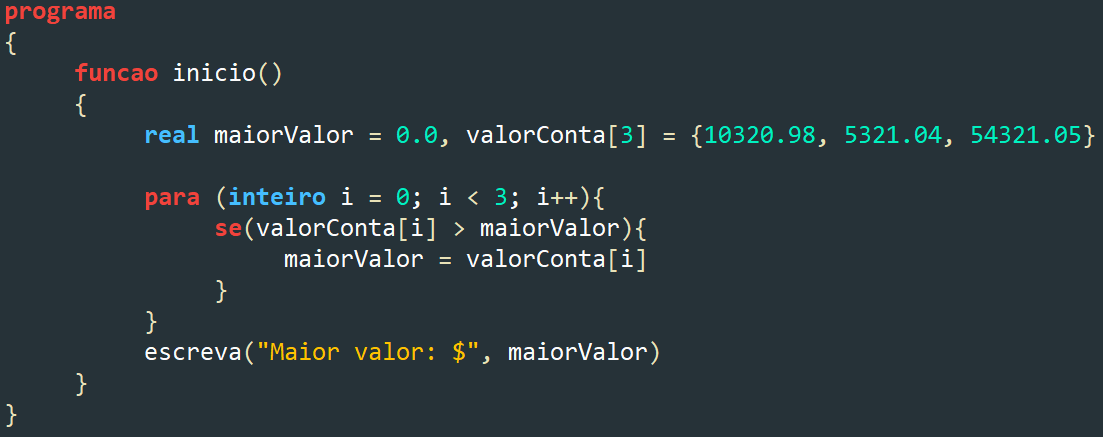 programa
{
funcao inicio()
{
real maiorValor = 0.0, valorConta[3] = {10320.98, 5321.04, 54321.05}
para (inteiro i = 0; i < 3; i++){
se(valorConta[i] > maiorValor){
maiorValor = valorConta[i]
}
}
escreva("Maior valor: $", maiorValor)
}
}